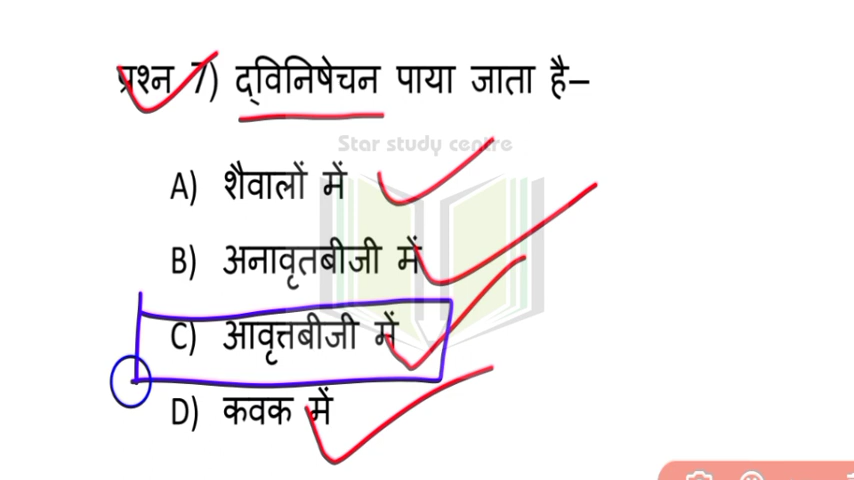 प्रश्न 7) द्विनिषेचन पाया जाता है–
Star study centre
A) शैवालों में
B) अनावृतबीजी में
C) आवृत्तबीजी में
D) कवक में